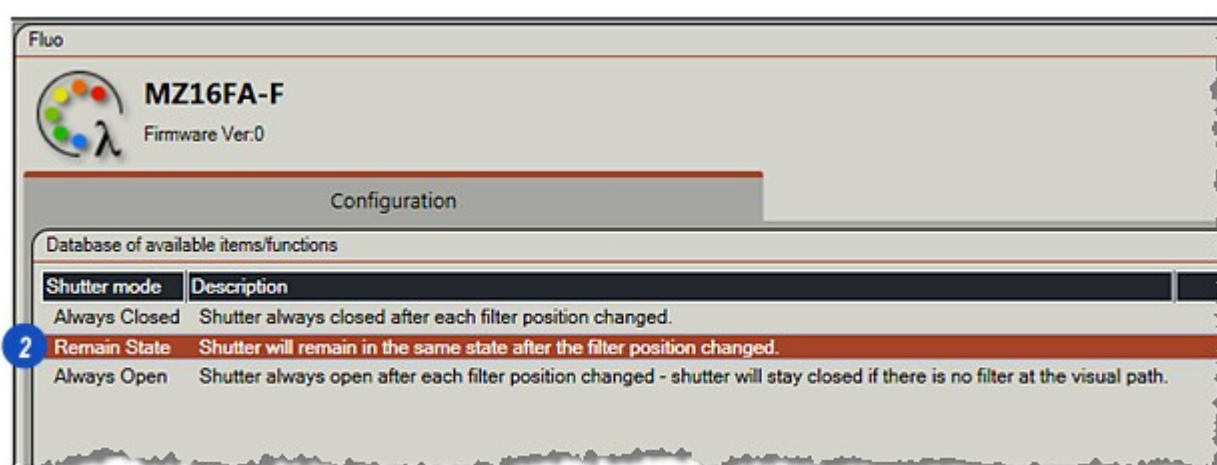 Fluo
MZ16FA-F
Firmware Ver:0
λ
Configuration
Database of available items/functions
Shutter mode Description
Always Closed Shutter always closed after each filter position changed.
2 Remain State Shutter will remain in the same state after the filter position changed.
Always Open Shutter always open after each filter position changed - shutter will stay closed if there is no filter at the visual path.